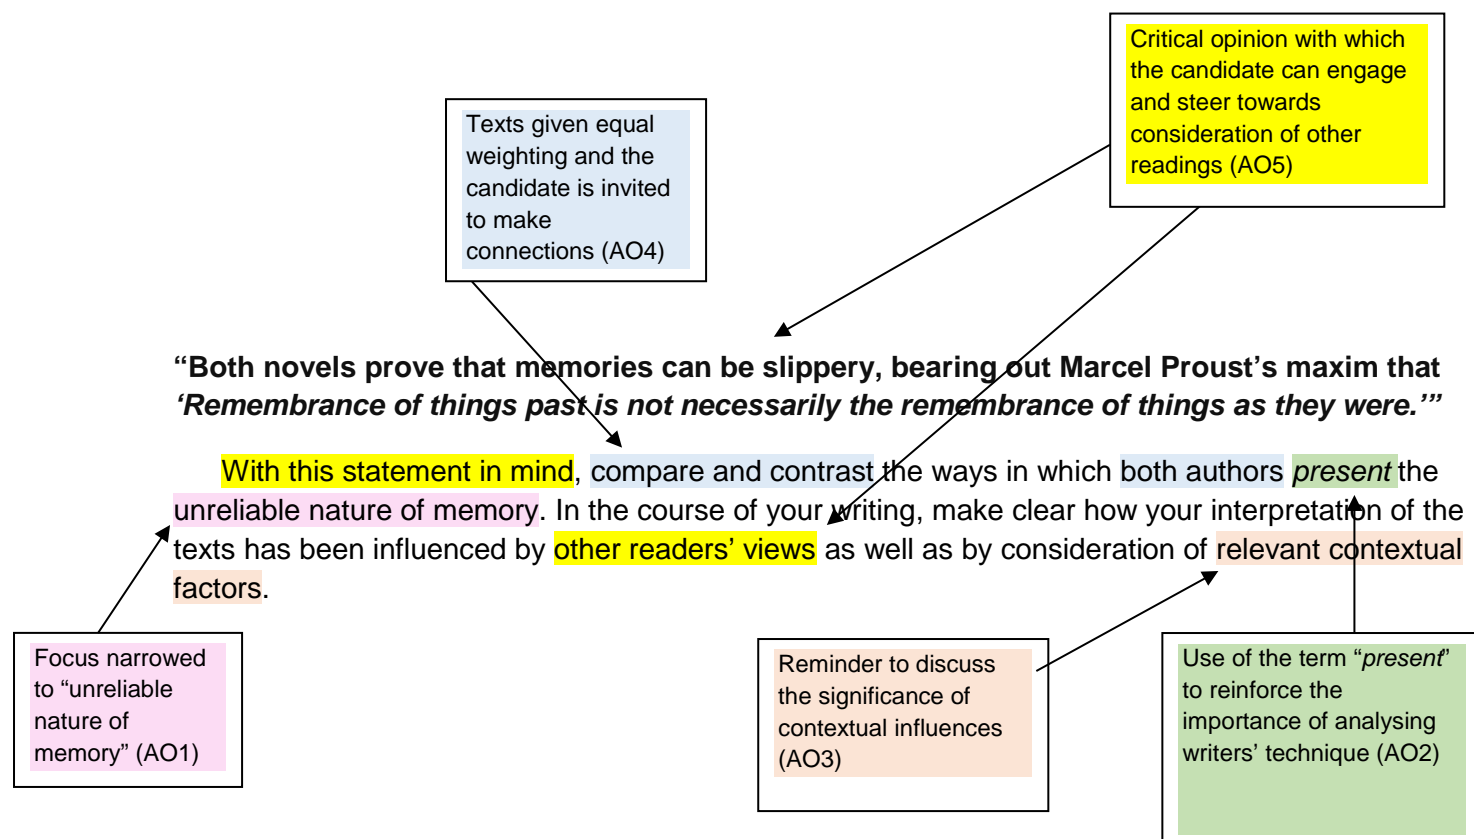 Critical opinion with which
the candidate can engage
and steer towards
consideration of other
readings (AO5)
Texts given equal
weighting and the
candidate is invited
to make
connections (AO4)
“Both novels prove that memories can be slippery, bearing out Marcel Proust’s maxim that
‘Remembrance of things past is not necessarily the remembrance of things as they were.’”
With this statement in mind, compare and contrast the ways in which both authors present the
unreliable nature of memory. In the course of your writing, make clear how your interpretation of the
texts has been influenced by other readers’ views as well as by consideration of relevant contextual
factors.
Focus narrowed
to “unreliable
nature of
memory” (AO1)
Reminder to discuss
the significance of
contextual influences
(AO3)
Use of the term “present”
to reinforce the
importance of analysing
writers’ technique (AO2)